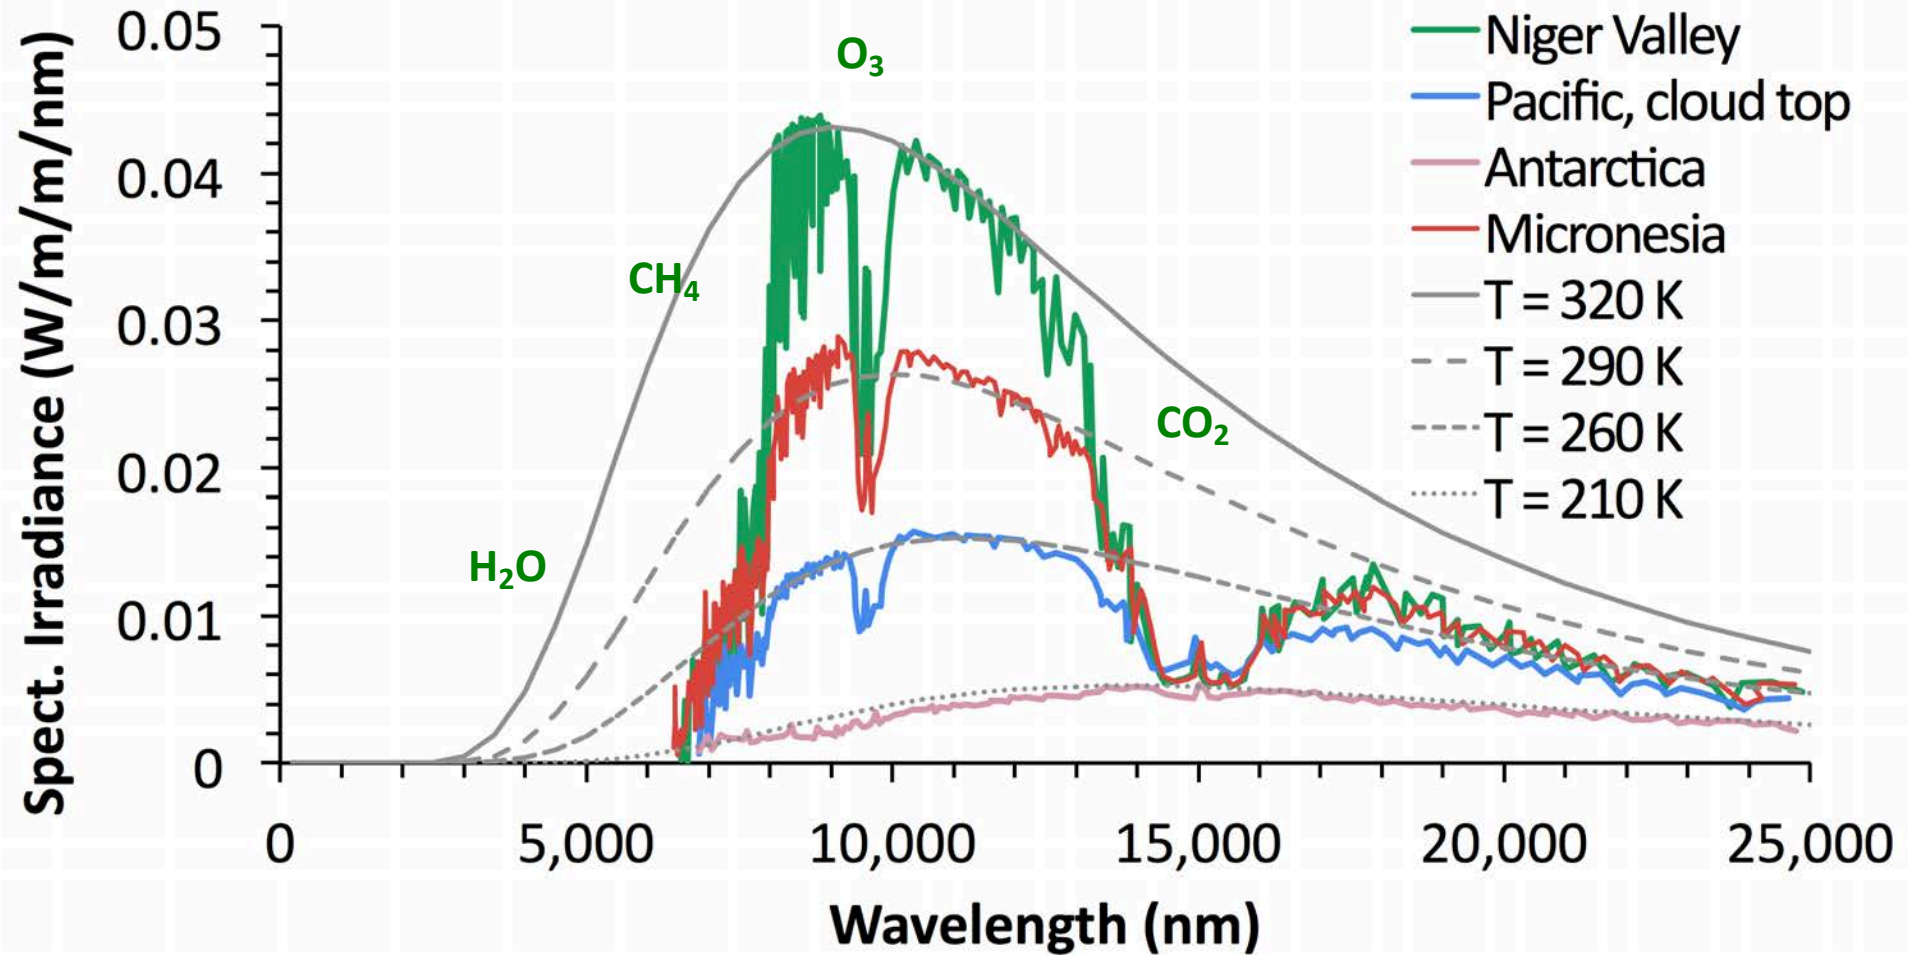 Spect. Irradiance (W/m/m/nm)
0.05
0.04
0.03
0.02
0.01
0
O₃
CH₄
H₂O
CO₂
Niger Valley
Pacific, cloud top
Antarctica
Micronesia
T = 320 K
T = 290 K
T = 260 K
T = 210 K
0 5,000 10,000 15,000 20,000 25,000
Wavelength (nm)